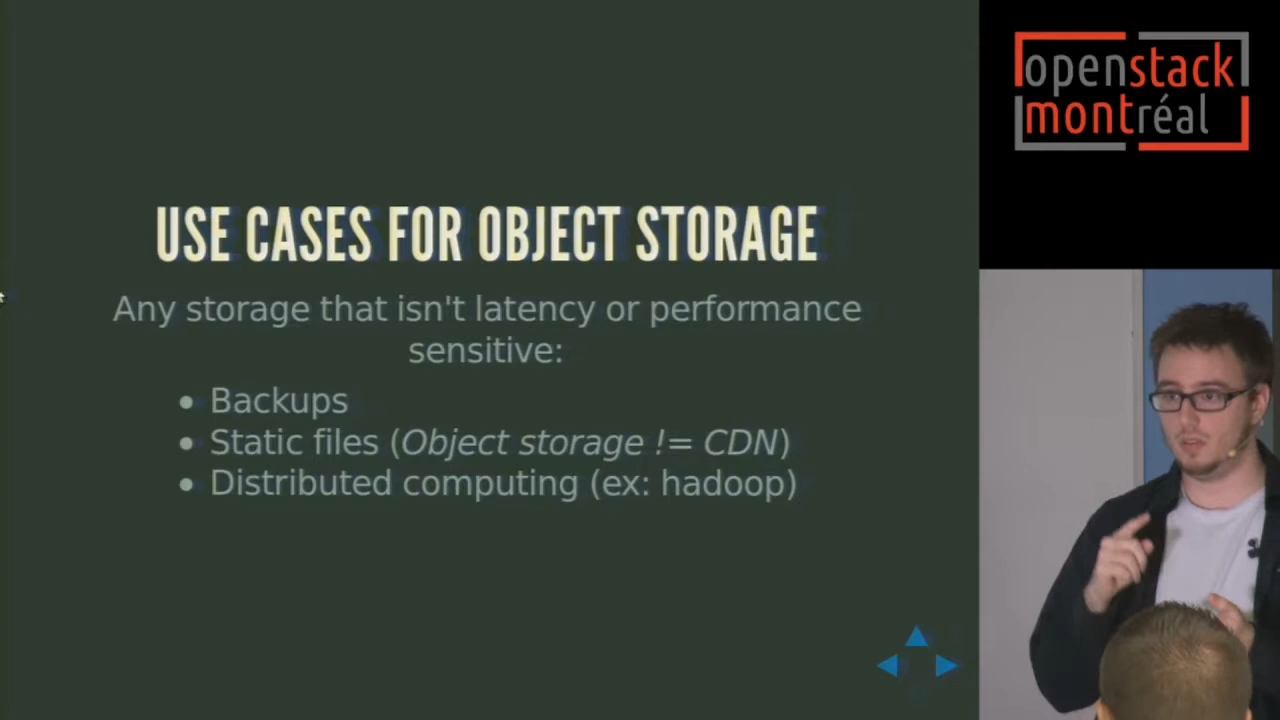 openstack
montréal
USE CASES FOR OBJECT STORAGE
Any storage that isn't latency or performance
sensitive:
Backups
Static files (Object storage != CDN)
Distributed computing (ex: hadoop)